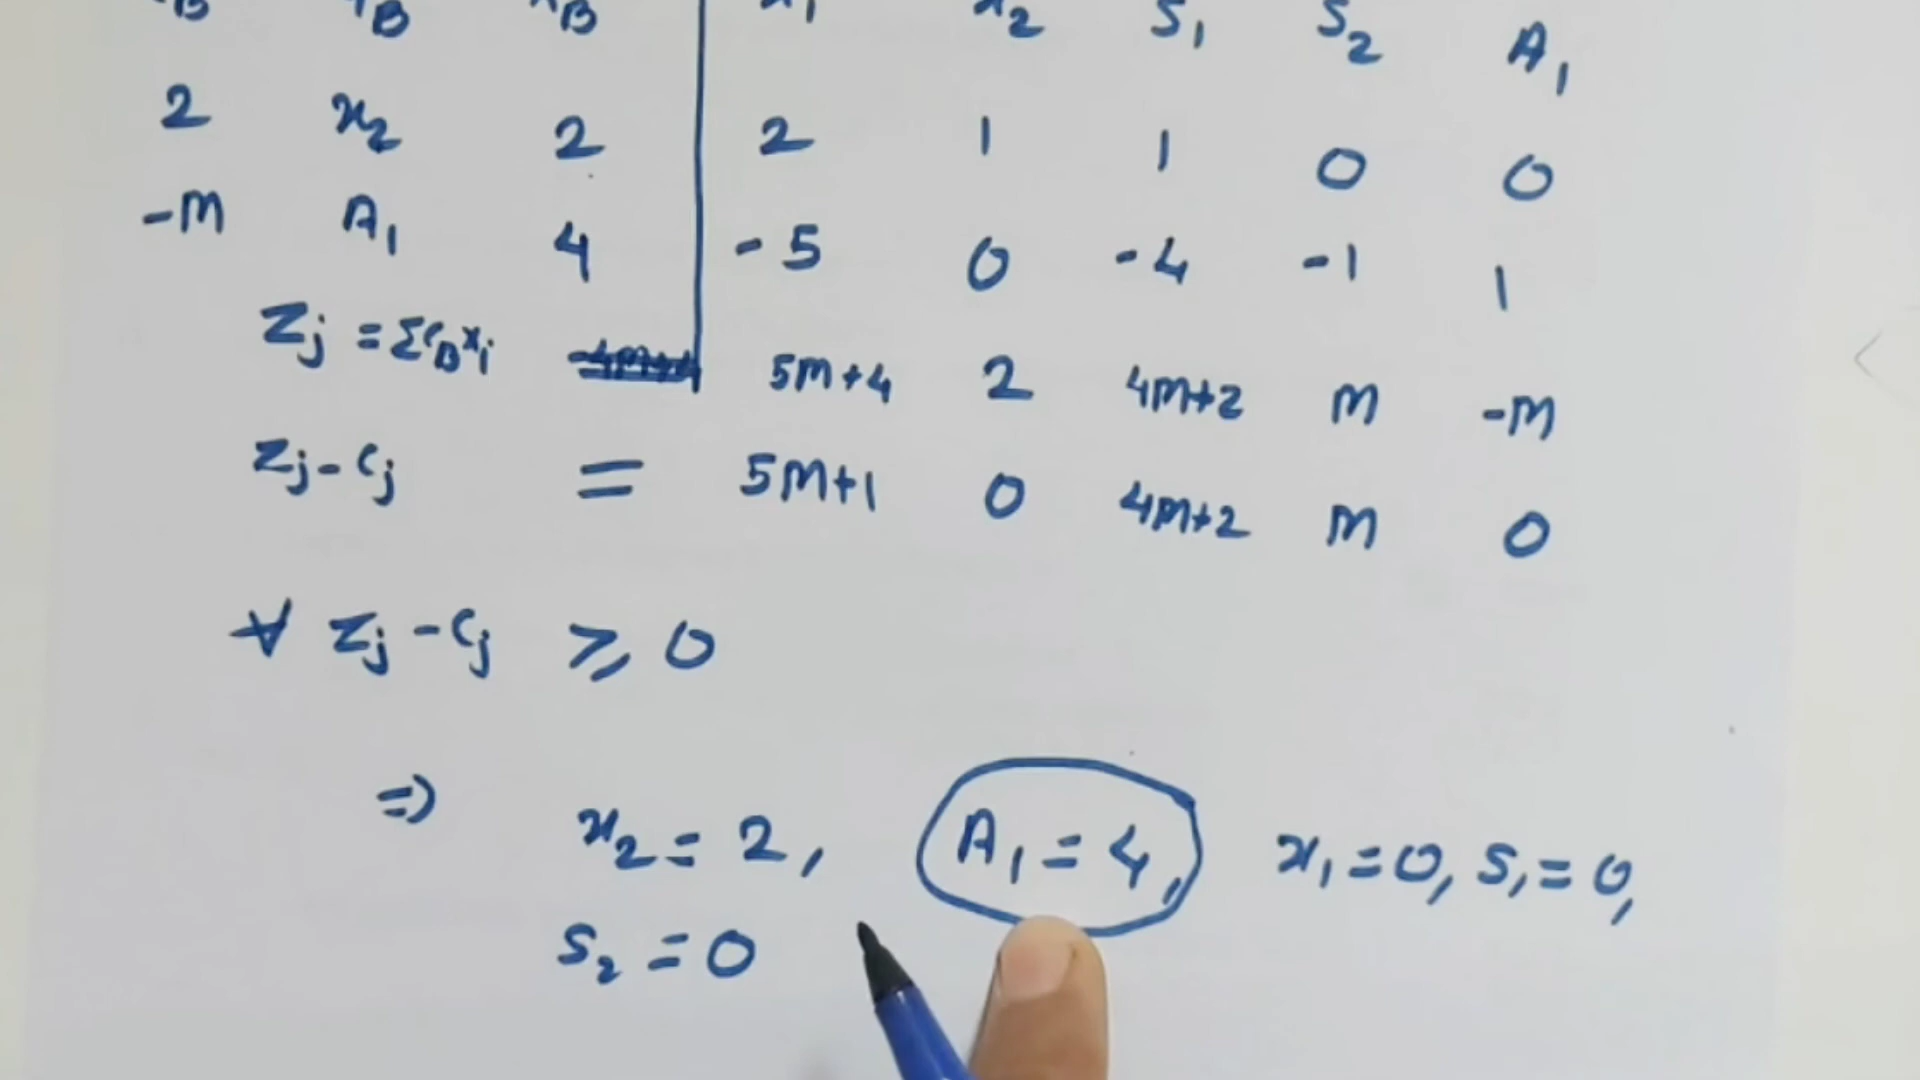 x₁ x₂ S₁ S₂ A₁
2 x₂ 2 2 1 1 0 0
-M A₁ 4 -5 0 -4 -1 1
Zj = ΣCBxj 5M+4 2 4M+2 M -M
Zj - Cj = 5M+1 0 4M+2 M 0
∀ Zj - Cj ≥ 0
⇒ x₂ = 2, A₁ = 4, x₁ = 0, S₁ = 0,
S₂ = 0